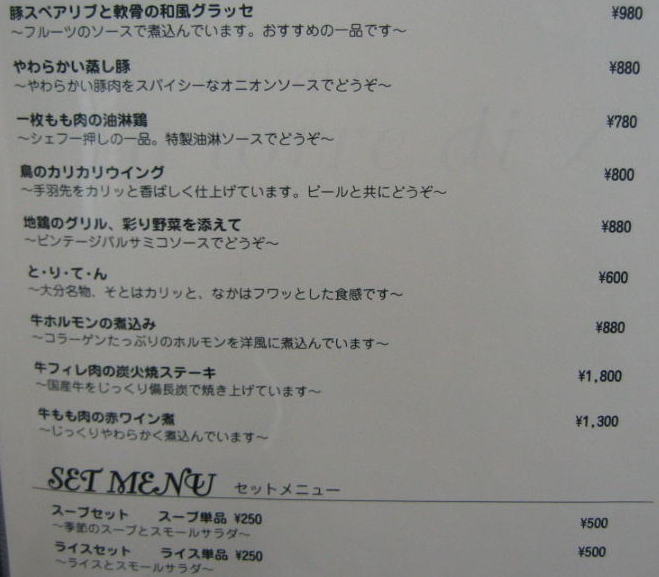 豚スペアリブと軟骨の和風グラッセ ¥980
～フルーツのソースで煮込んでいます。おすすめの一品です～
やわらかい蒸し豚 ¥880
～やわらかい豚肉をスパイシーなオニオンソースでどうぞ～
一枚もも肉の油淋鶏 ¥780
～シェフ一押しの一品。特製油淋ソースでどうぞ～
鳥のカリカリウイング ¥800
～手羽先をカリッと香ばしく仕上げています。ビールと共にどうぞ～
地鶏のグリル、彩り野菜を添えて ¥880
～ビンテージバルサミコソースでどうぞ～
と・り・て・ん ¥600
～大分名物、そとはカリッと、なかはフワッとした食感です～
牛ホルモンの煮込み ¥880
～コラーゲンたっぷりのホルモンを洋風に煮込んでいます～
牛フィレ肉の炭火焼ステーキ ¥1,800
～国産牛をじっくり備長炭で焼き上げています～
牛もも肉の赤ワイン煮 ¥1,300
～じっくりやわらかく煮込んでいます～
SET MENU セットメニュー
スープセット スープ単品 ¥250 ¥500
～季節のスープとスモールサラダ～
ライスセット ライス単品 ¥250 ¥500
～ライスとスモールサラダ～